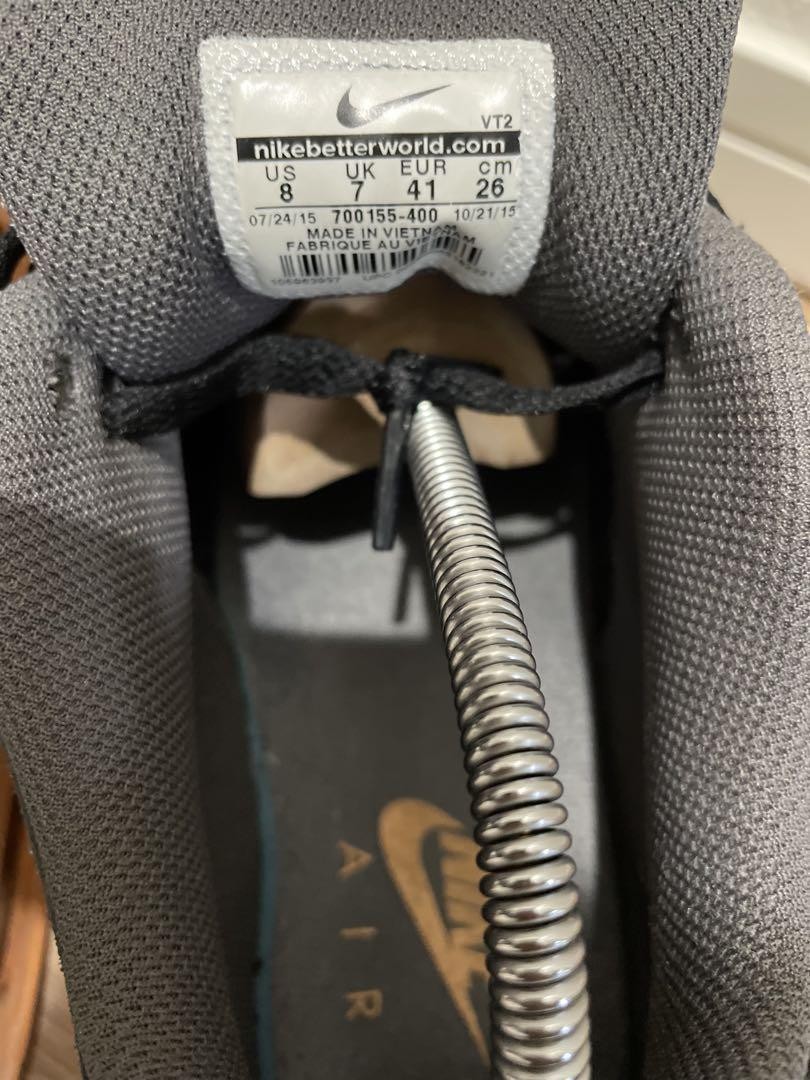 VT2
nikebetterworld.com
US UK EUR cm
8 7 41 26
07/24/15 700155-400 10/21/15
MADE IN VIETNAM
FABRIQUE AU VIETNAM
AIR